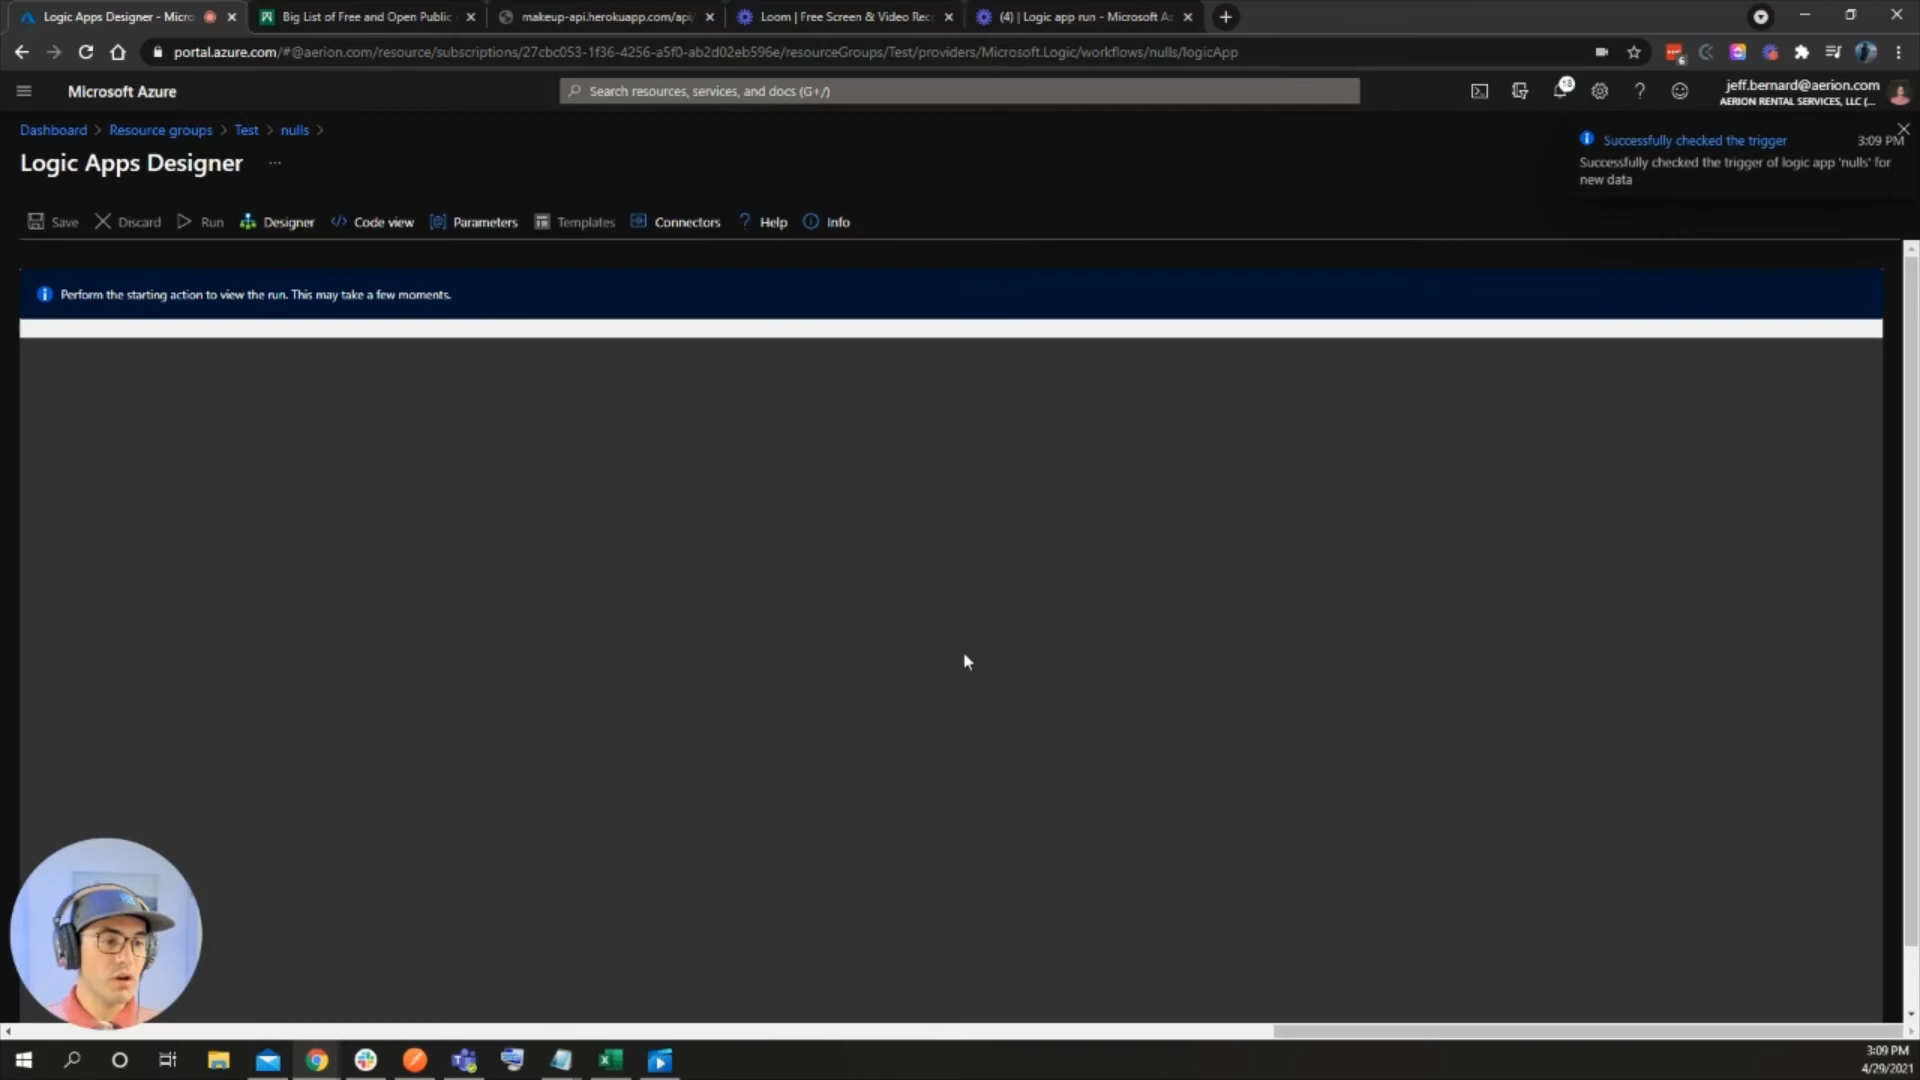 Logic Apps Designer - Micro
Big List of Free and Open Public
makeup-api.herokuapp.com/api/
Loom | Free Screen & Video Rec
(4) | Logic app run - Microsoft Az
portal.azure.com/#@aerion.com/resource/subscriptions/27cbc053-1f36-4256-a5f0-ab2d02eb596e/resourceGroups/Test/providers/Microsoft.Logic/workflows/nulls/logicApp
6
Microsoft Azure
Search resources, services, and docs (G+/)
18
jeff.bernard@aerion.com
AERION RENTAL SERVICES, LLC (...
Dashboard > Resource groups > Test > nulls >
Logic Apps Designer ...
Successfully checked the trigger 3:09 PM
Successfully checked the trigger of logic app 'nulls' for
new data
Save Discard Run Designer Code view Parameters Templates Connectors ? Help Info
Perform the starting action to view the run. This may take a few moments.
3:09 PM
4/29/2021